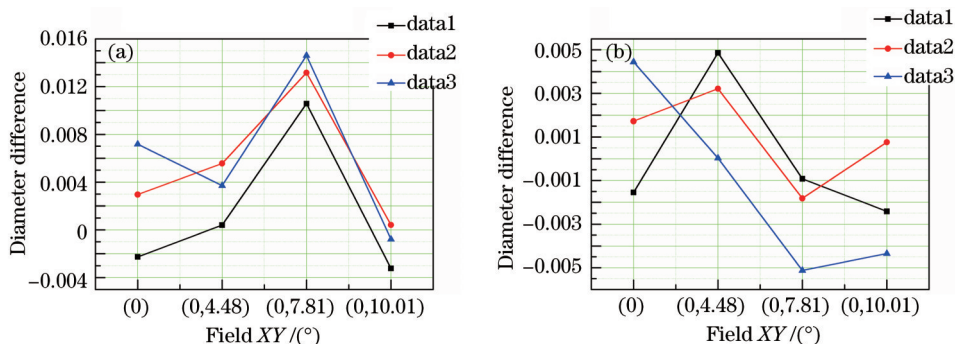 (a)
data1
data2
data3
0.016
0.012
0.008
0.004
0
−0.004
Diameter difference
(0)
(0,4.48)
(0,7.81)
(0,10.01)
Field XY/(°)
(b)
data1
data2
data3
0.005
0.003
0.001
−0.001
−0.003
−0.005
Diameter difference
(0)
(0,4.48)
(0,7.81)
(0,10.01)
Field XY/(°)